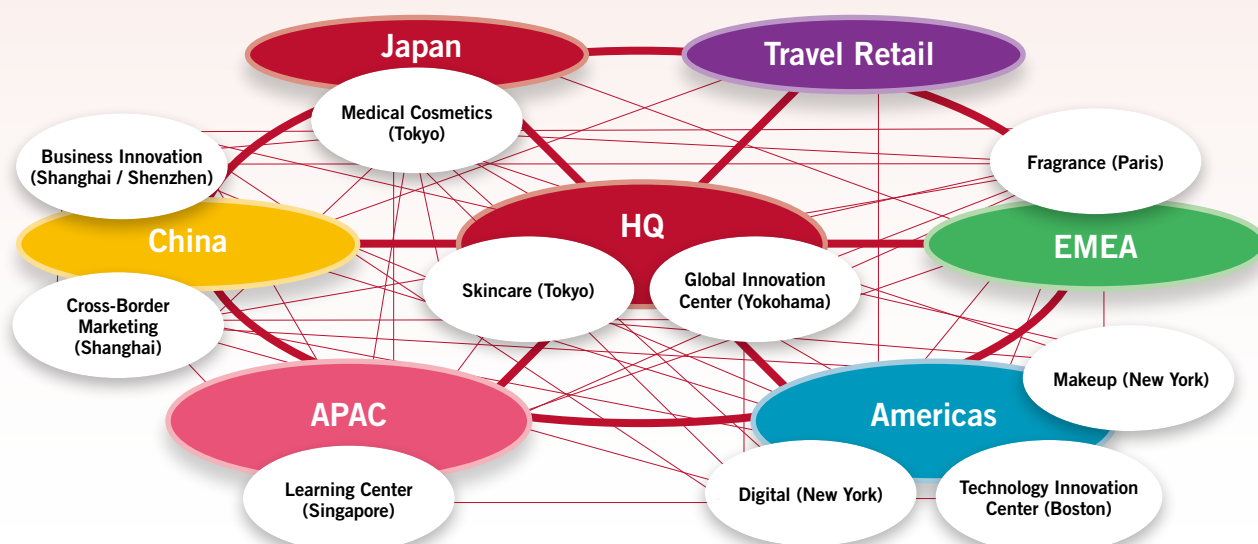 Japan
Travel Retail
Medical Cosmetics
(Tokyo)
Business Innovation
(Shanghai / Shenzhen)
Fragrance (Paris)
HQ
China
EMEA
Skincare (Tokyo)
Global Innovation
Center (Yokohama)
Cross-Border
Marketing
(Shanghai)
Makeup (New York)
APAC
Americas
Learning Center
(Singapore)
Digital (New York)
Technology Innovation
Center (Boston)